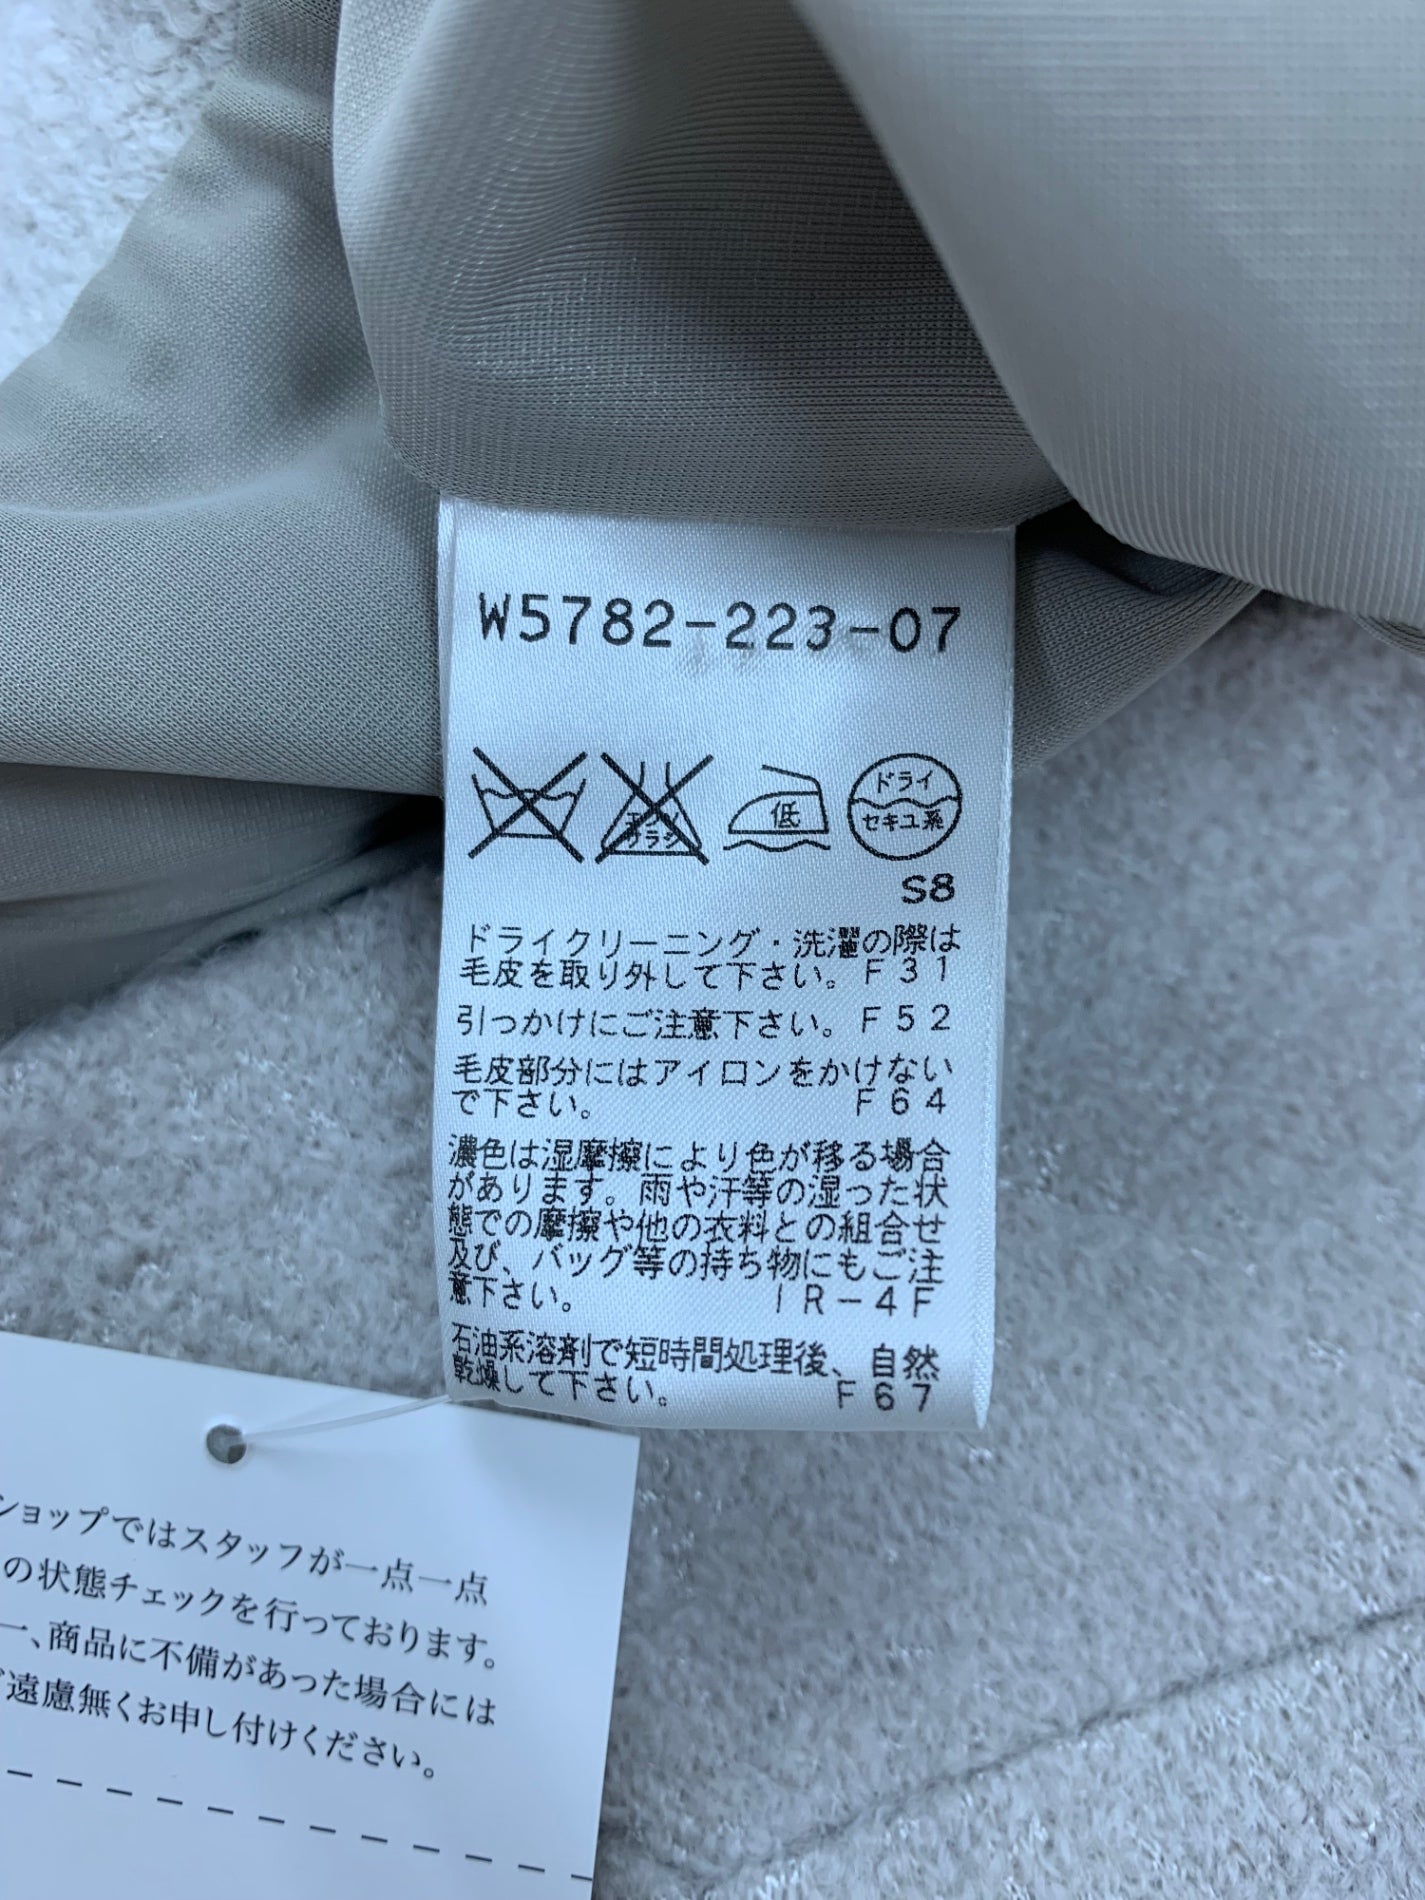 W5782-223-07
エンソ
サラシ
低
ドライ
セキユ系
S8
ドライクリーニング・洗濯の際は
毛皮を取り外して下さい。F31
引っかけにご注意下さい。F52
毛皮部分にはアイロンをかけない
で下さい。 F64
濃色は湿摩擦により色が移る場合
があります。雨や汗等の湿った状
態での摩擦や他の衣料との組合せ
及び、バッグ等の持ち物にもご注
意下さい。 IR-4F
石油系溶剤で短時間処理後、自然
乾燥して下さい。 F67
ショップではスタッフが一点一点
の状態チェックを行っております。
一、商品に不備があった場合には
遠慮無くお申し付けください。